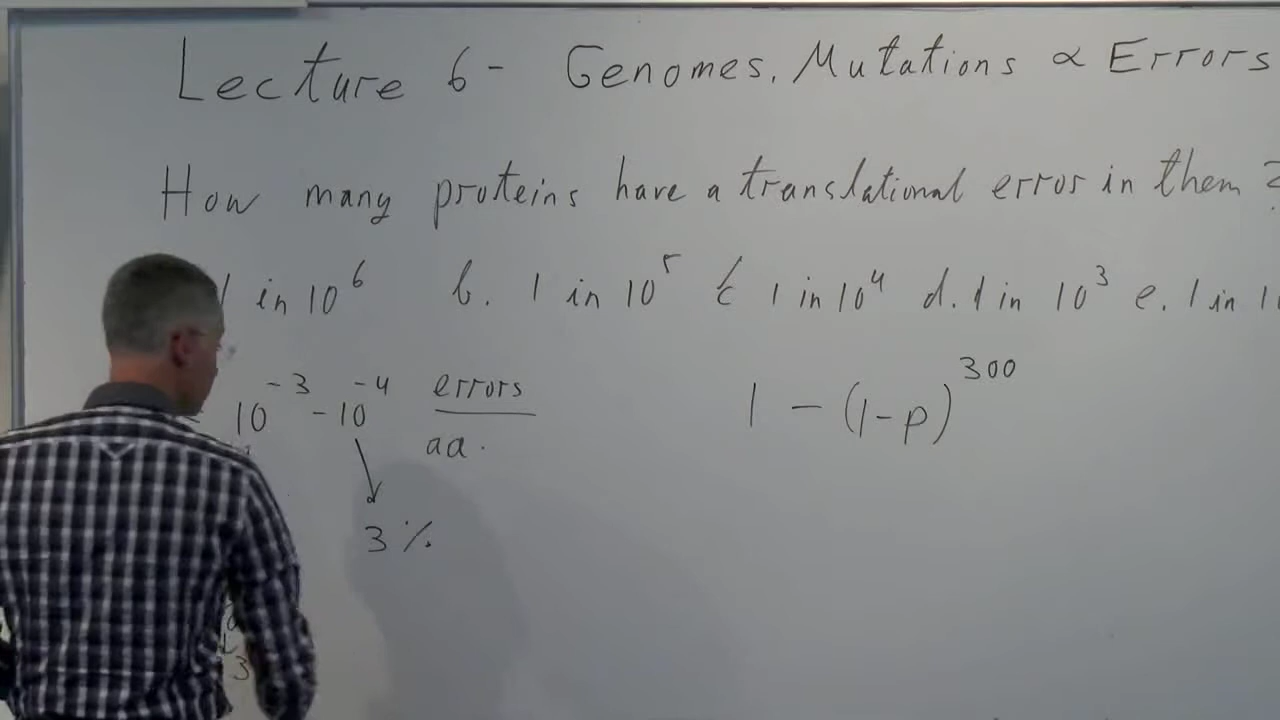 Lecture 6 - Genomes, Mutations ∝ Errors
How many proteins have a translational error in them ?
1 in 10^6 b. 1 in 10^5 c 1 in 10^4 d. 1 in 10^3 e. 1 in
10^-3 - 10^-4 errors
aa.
1 - (1-p)^300
3 %
3